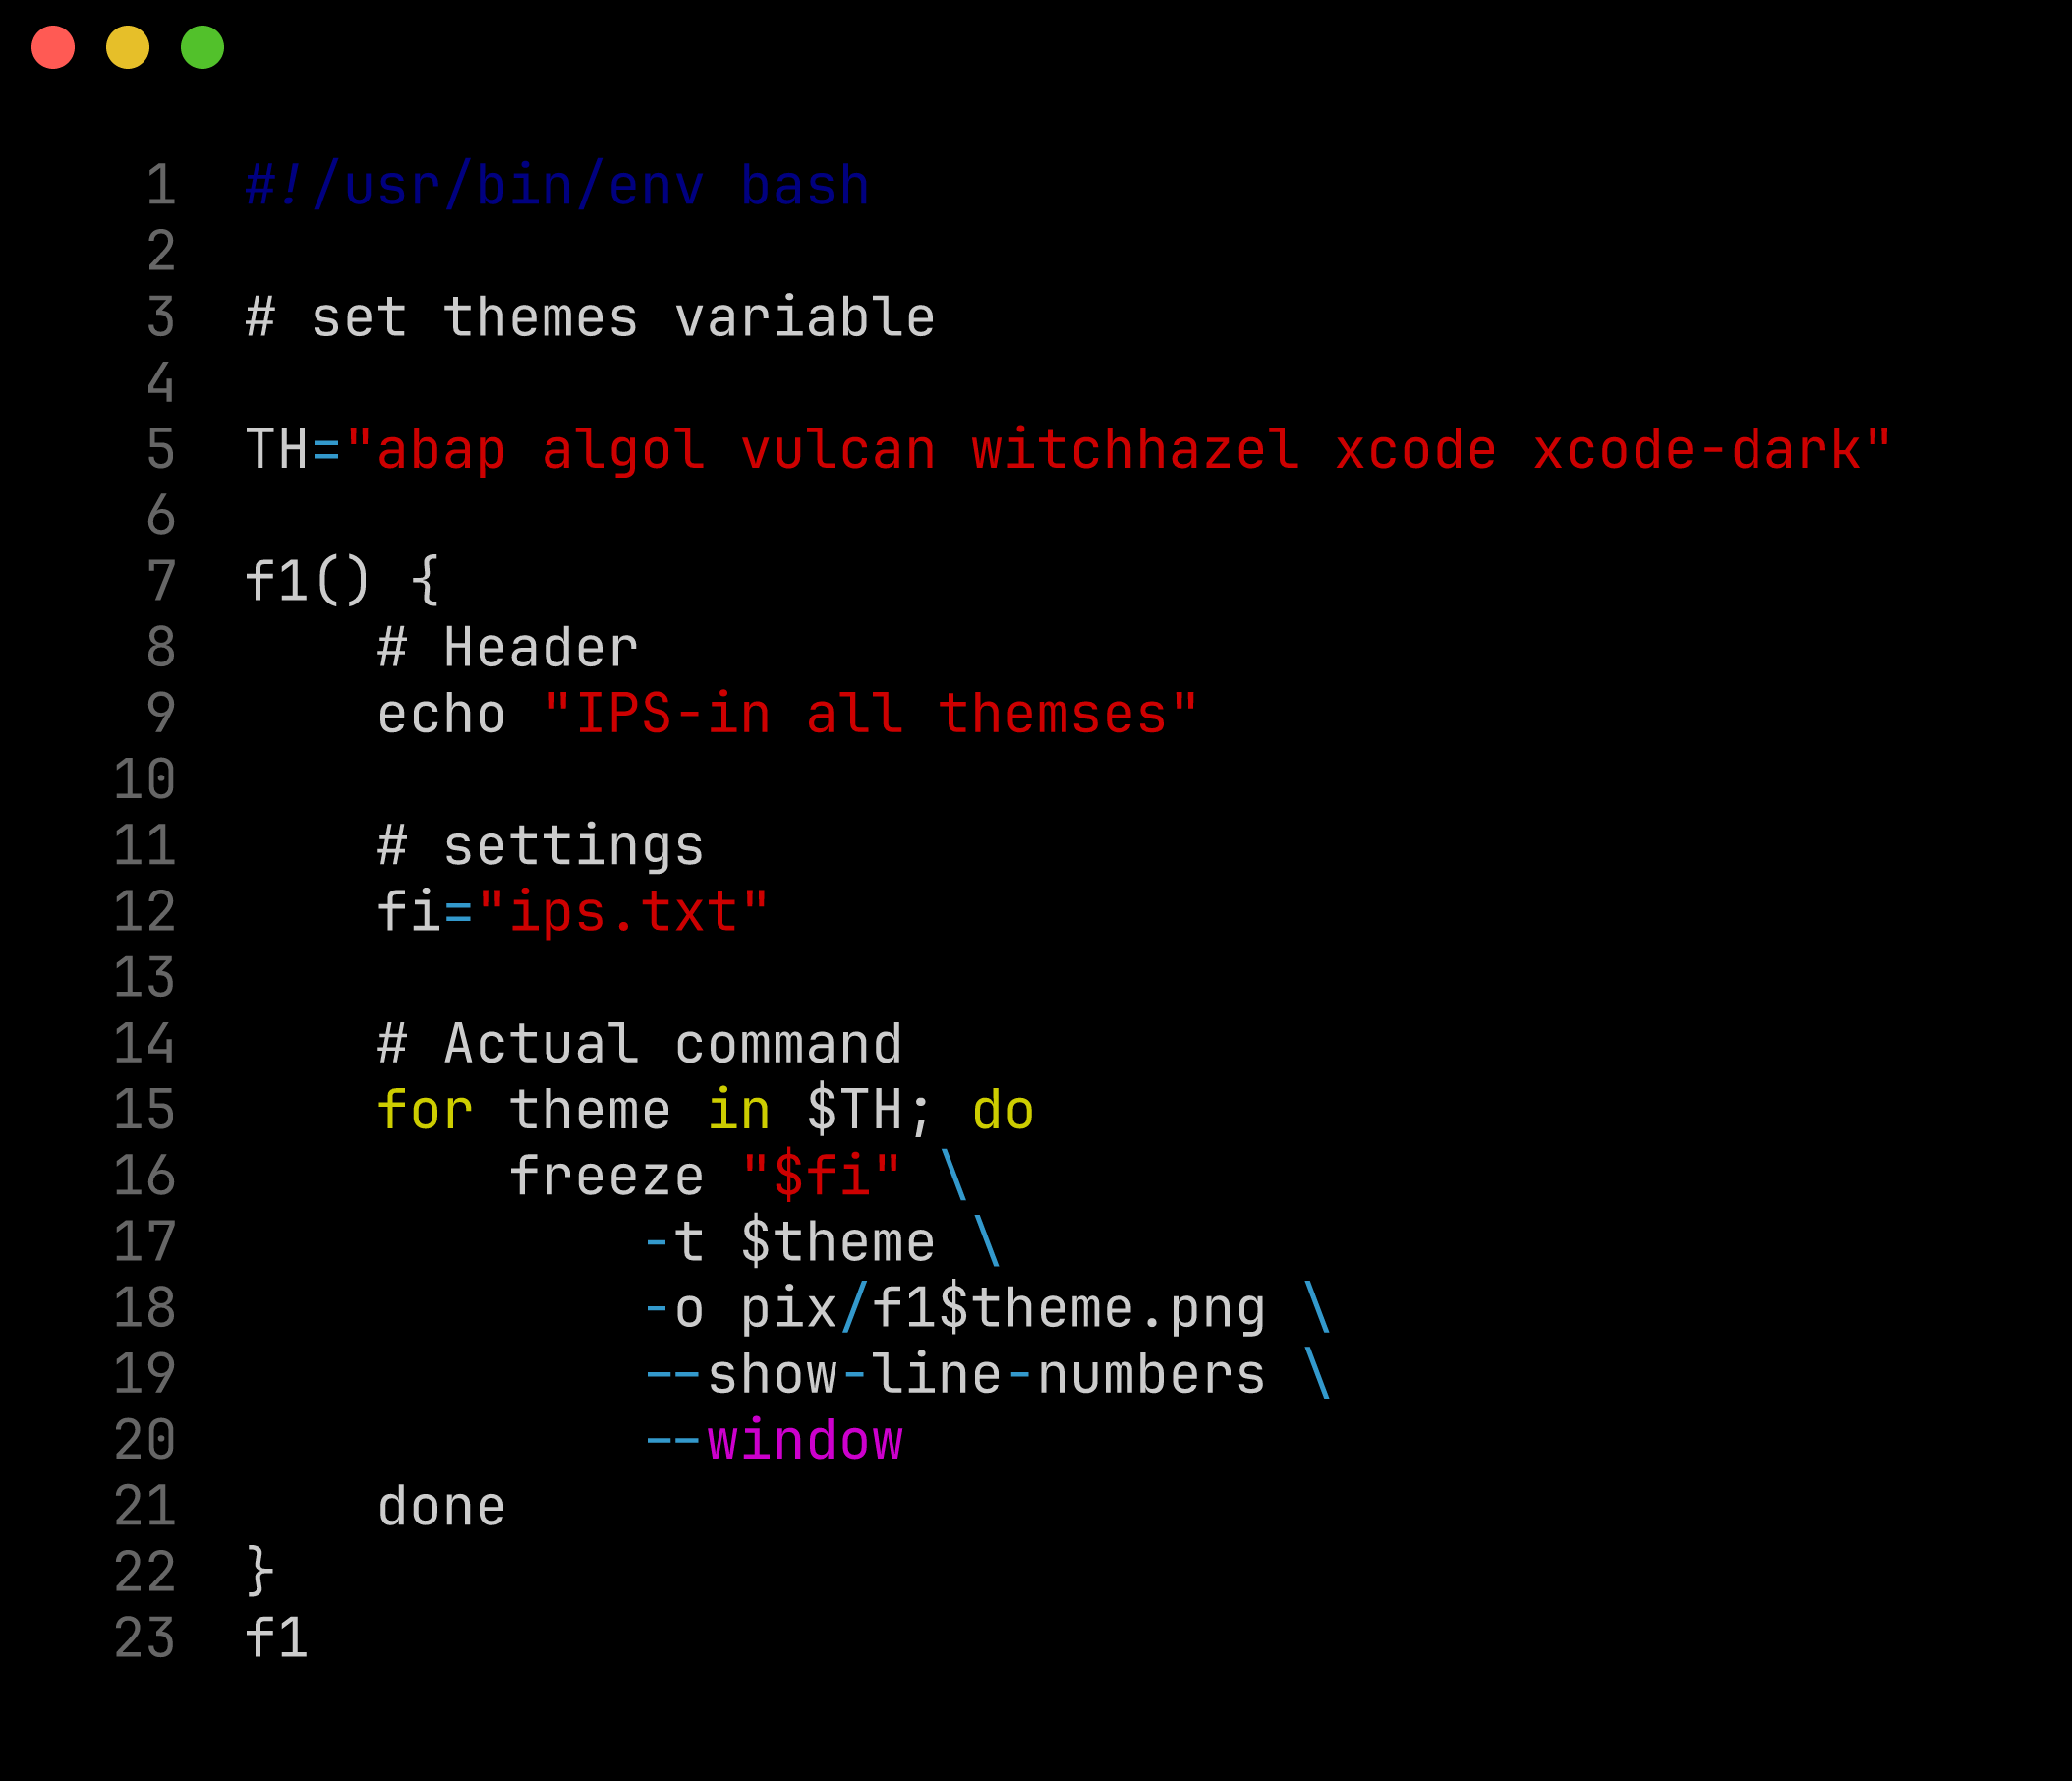 1 #!/usr/bin/env bash
2
3 # set themes variable
4
5 TH="abap algol vulcan witchhazel xcode xcode-dark"
6
7 f1() {
8     # Header
9     echo "IPS-in all themses"
10
11     # settings
12     fi="ips.txt"
13
14     # Actual command
15     for theme in $TH; do
16         freeze "$fi" \
17             -t $theme \
18             -o pix/f1$theme.png \
19             --show-line-numbers \
20             --window
21     done
22 }
23 f1